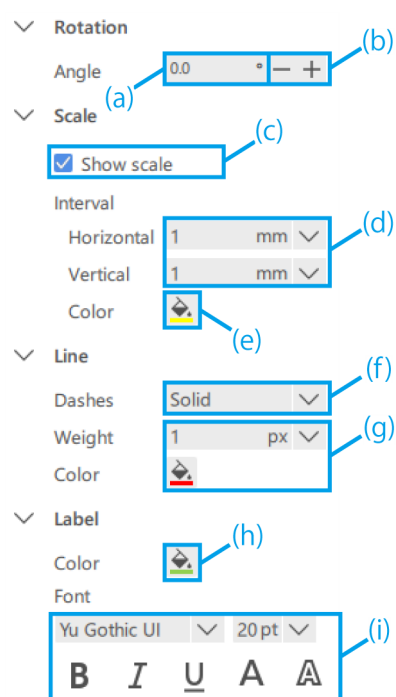 Rotation
(b)
Angle 0.0 ° − +
(a)
Scale
(c)
Show scale
Interval
(d)
Horizontal 1 mm
Vertical 1 mm
Color
(e)
Line
(f)
Dashes Solid
Weight 1 px
(g)
Color
Label
(h)
Color
Font
Yu Gothic UI 20 pt
(i)
B I U A A